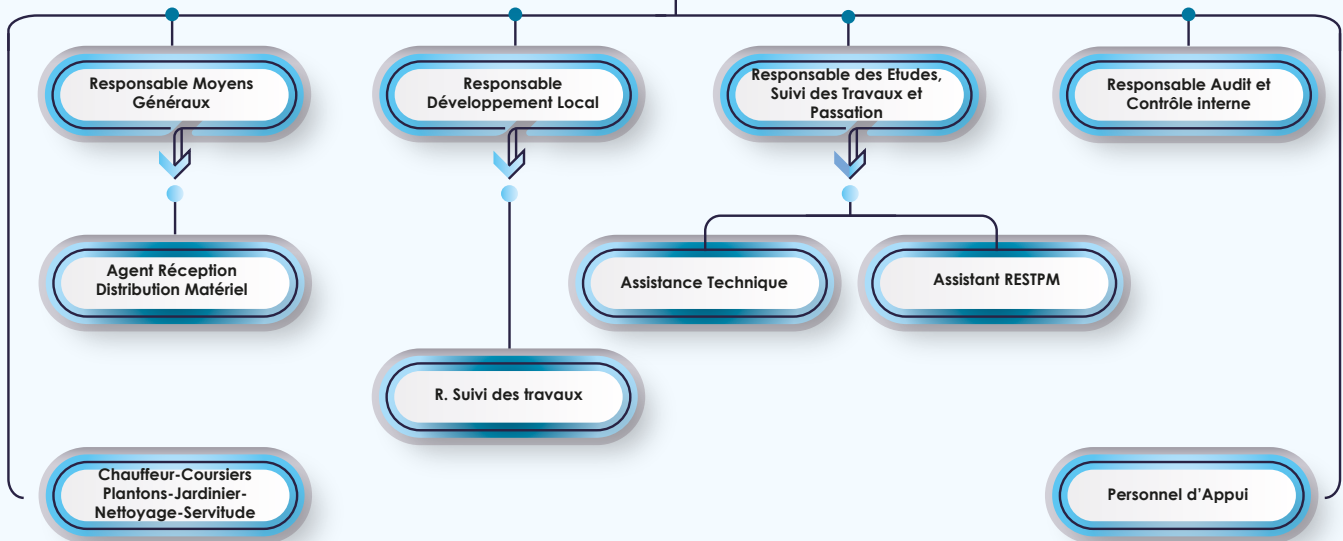 Responsable Moyens
Généraux
Responsable
Développement Local
Responsable des Etudes,
Suivi des Travaux et
Passation
Responsable Audit et
Contrôle interne
Agent Réception
Distribution Matériel
Assistance Technique
Assistant RESTPM
R. Suivi des travaux
Chauffeur-Coursiers
Plantons-Jardinier-
Nettoyage-Servitude
Personnel d’Appui